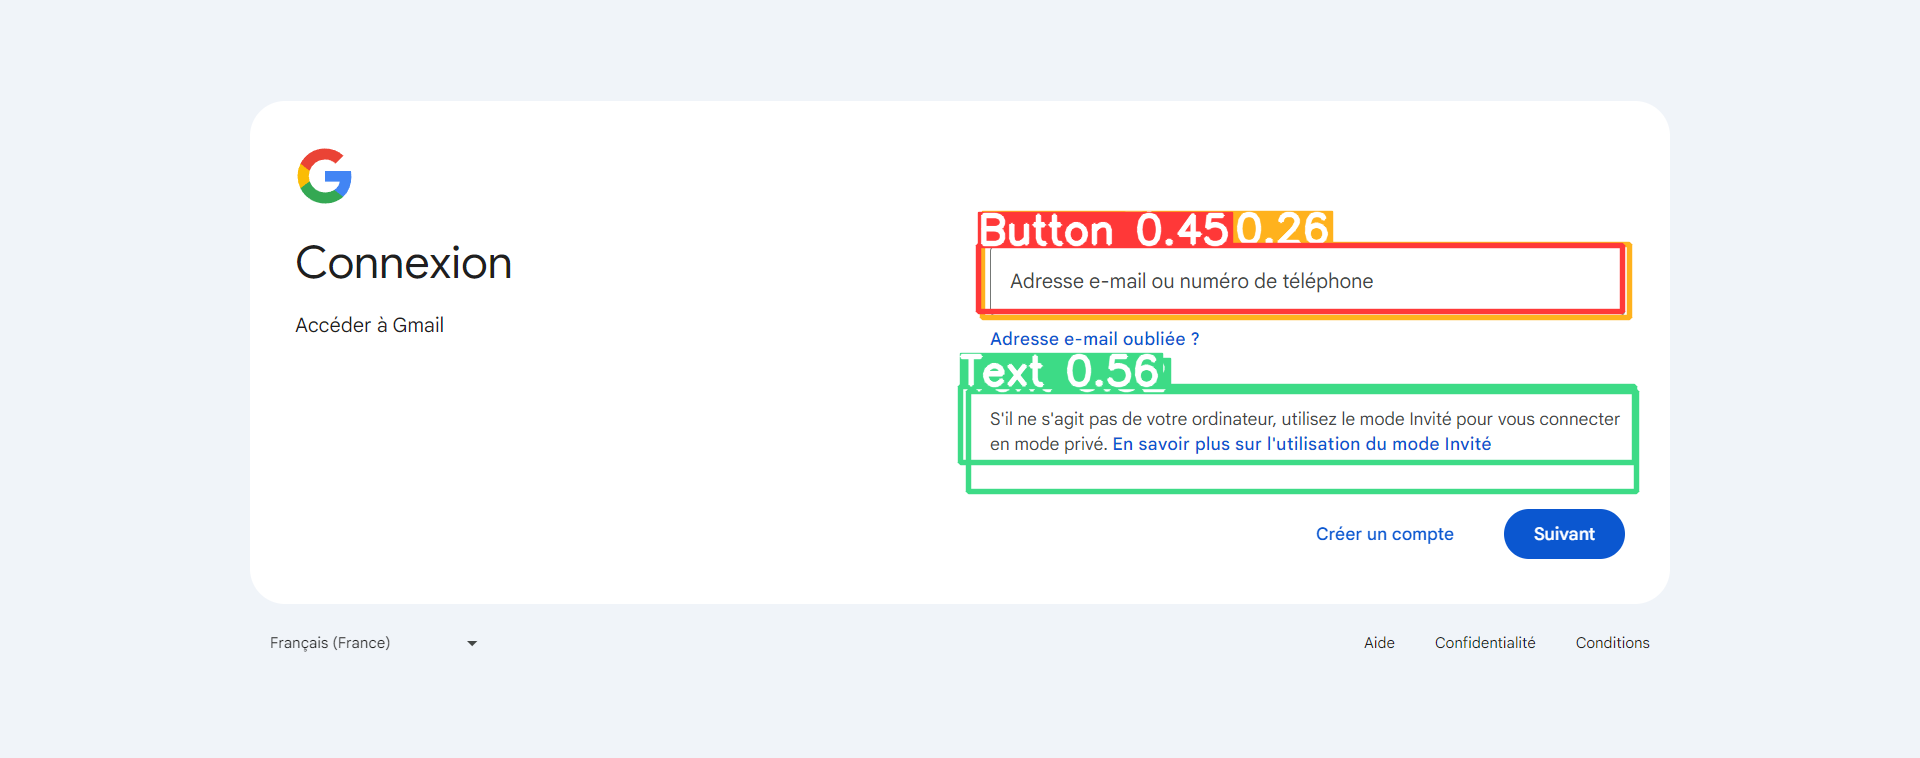 Connexion
Accéder à Gmail
Button 0.45 0.26
Adresse e-mail ou numéro de téléphone
Adresse e-mail oubliée ?
Text 0.56
S'il ne s'agit pas de votre ordinateur, utilisez le mode Invité pour vous connecter
en mode privé. En savoir plus sur l'utilisation du mode Invité
Créer un compte
Suivant
Français (France)
Aide
Confidentialité
Conditions